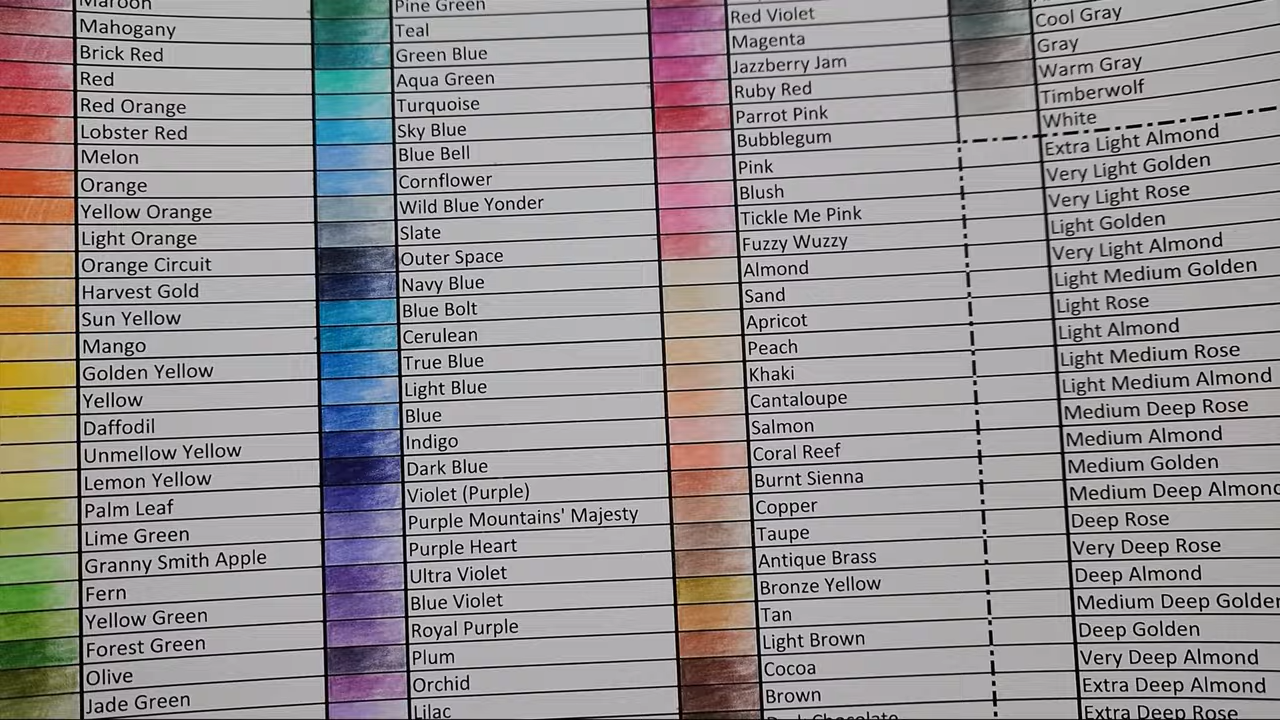 Maroon
Mahogany
Brick Red
Red
Red Orange
Lobster Red
Melon
Orange
Yellow Orange
Light Orange
Orange Circuit
Harvest Gold
Sun Yellow
Mango
Golden Yellow
Yellow
Daffodil
Unmellow Yellow
Lemon Yellow
Palm Leaf
Lime Green
Granny Smith Apple
Fern
Yellow Green
Forest Green
Olive
Jade Green
Pine Green
Teal
Green Blue
Aqua Green
Turquoise
Sky Blue
Blue Bell
Cornflower
Wild Blue Yonder
Slate
Outer Space
Navy Blue
Blue Bolt
Cerulean
True Blue
Light Blue
Blue
Indigo
Dark Blue
Violet (Purple)
Purple Mountains' Majesty
Purple Heart
Ultra Violet
Blue Violet
Royal Purple
Plum
Orchid
Lilac
Red Violet
Magenta
Jazzberry Jam
Ruby Red
Parrot Pink
Bubblegum
Pink
Blush
Tickle Me Pink
Fuzzy Wuzzy
Almond
Sand
Apricot
Peach
Khaki
Cantaloupe
Salmon
Coral Reef
Burnt Sienna
Copper
Taupe
Antique Brass
Bronze Yellow
Tan
Light Brown
Cocoa
Brown
Dark Chocolate
Cool Gray
Gray
Warm Gray
Timberwolf
White
Extra Light Almond
Very Light Golden
Very Light Rose
Light Golden
Very Light Almond
Light Medium Golden
Light Rose
Light Almond
Light Medium Rose
Light Medium Almond
Medium Deep Rose
Medium Almond
Medium Golden
Medium Deep Almond
Deep Rose
Very Deep Rose
Deep Almond
Medium Deep Golden
Deep Golden
Very Deep Almond
Extra Deep Almond
Extra Deep Rose